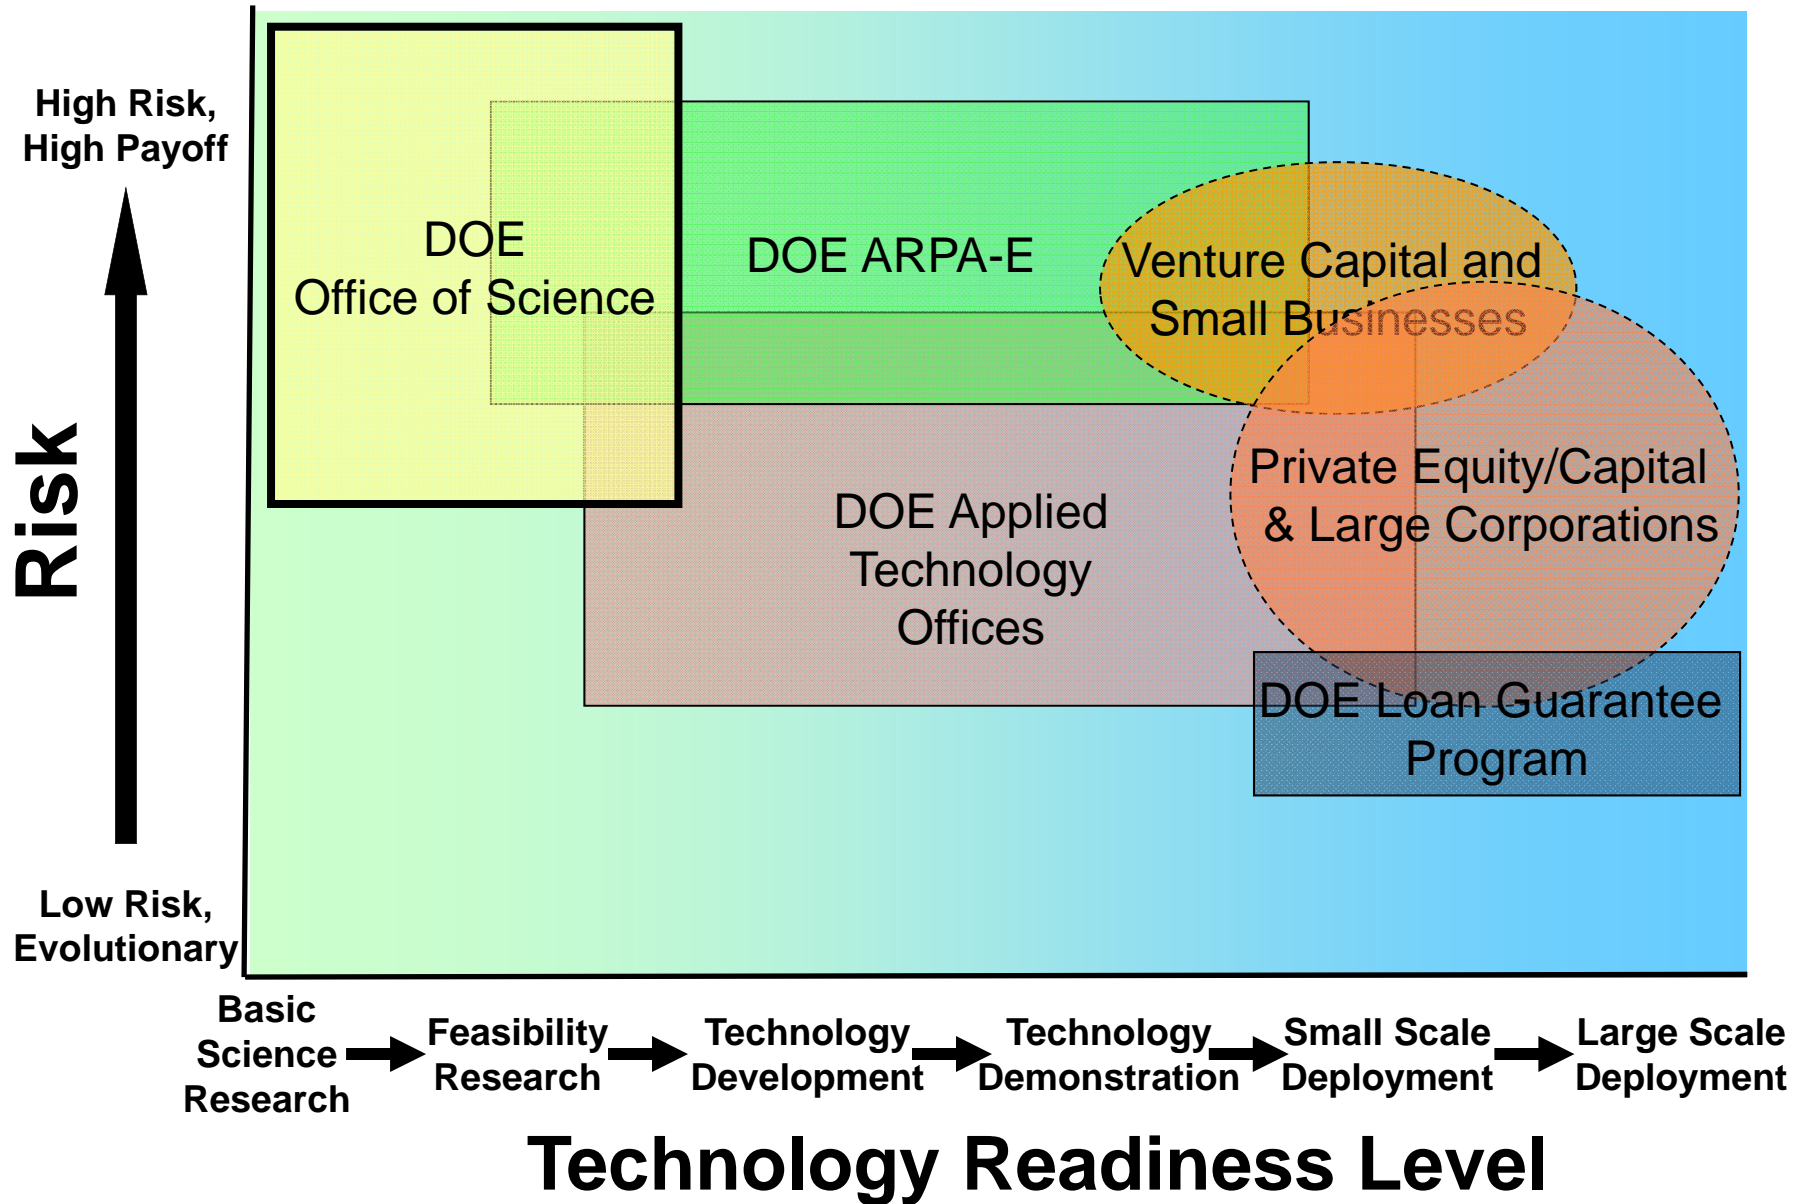 High Risk,
High Payoff
Risk
Low Risk,
Evolutionary
DOE
Office of Science
DOE ARPA-E
Venture Capital and
Small Businesses
Private Equity/Capital
& Large Corporations
DOE Applied
Technology
Offices
DOE Loan Guarantee
Program
Basic
Science
Research
Feasibility
Research
Technology
Development
Technology
Demonstration
Small Scale
Deployment
Large Scale
Deployment
Technology Readiness Level